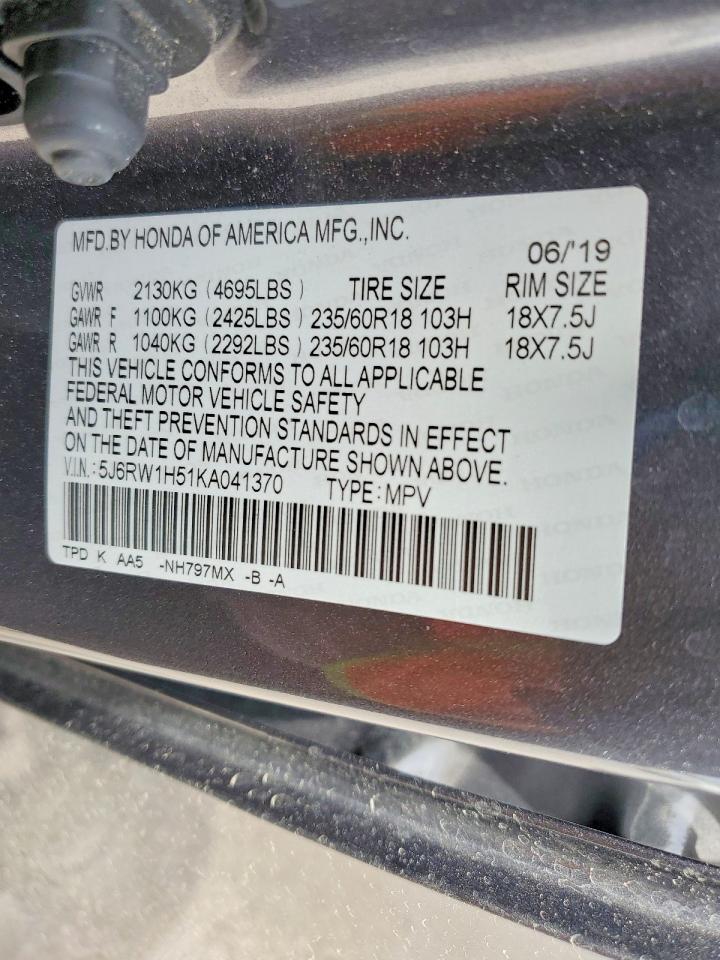 MFD.BY HONDA OF AMERICA MFG.,INC.
06/'19
GVWR 2130KG (4695LBS) TIRE SIZE RIM SIZE
GAWR F 1100KG (2425LBS) 235/60R18 103H 18X7.5J
GAWR R 1040KG (2292LBS) 235/60R18 103H 18X7.5J
THIS VEHICLE CONFORMS TO ALL APPLICABLE
FEDERAL MOTOR VEHICLE SAFETY
AND THEFT PREVENTION STANDARDS IN EFFECT
ON THE DATE OF MANUFACTURE SHOWN ABOVE.
V.I.N.: 5J6RW1H51KA041370 TYPE: MPV
TPD K AA5 -NH797MX -B -A